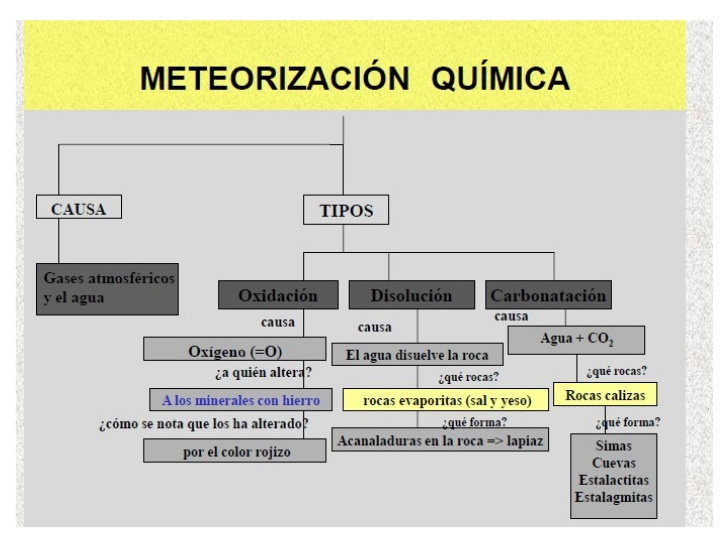 METEORIZACIÓN QUÍMICA
CAUSA
TIPOS
Gases atmosféricos
y el agua
Oxidación
Disolución
Carbonatación
causa
causa
causa
Oxígeno (=O)
El agua disuelve la roca
Agua + CO₂
¿a quién altera?
¿qué rocas?
¿qué rocas?
A los minerales con hierro
rocas evaporitas (sal y yeso)
Rocas calizas
¿cómo se nota que los ha alterado?
¿qué forma?
¿qué forma?
por el color rojizo
Acanaladuras en la roca => lapiaz
Simas
Cuevas
Estalactitas
Estalagmitas